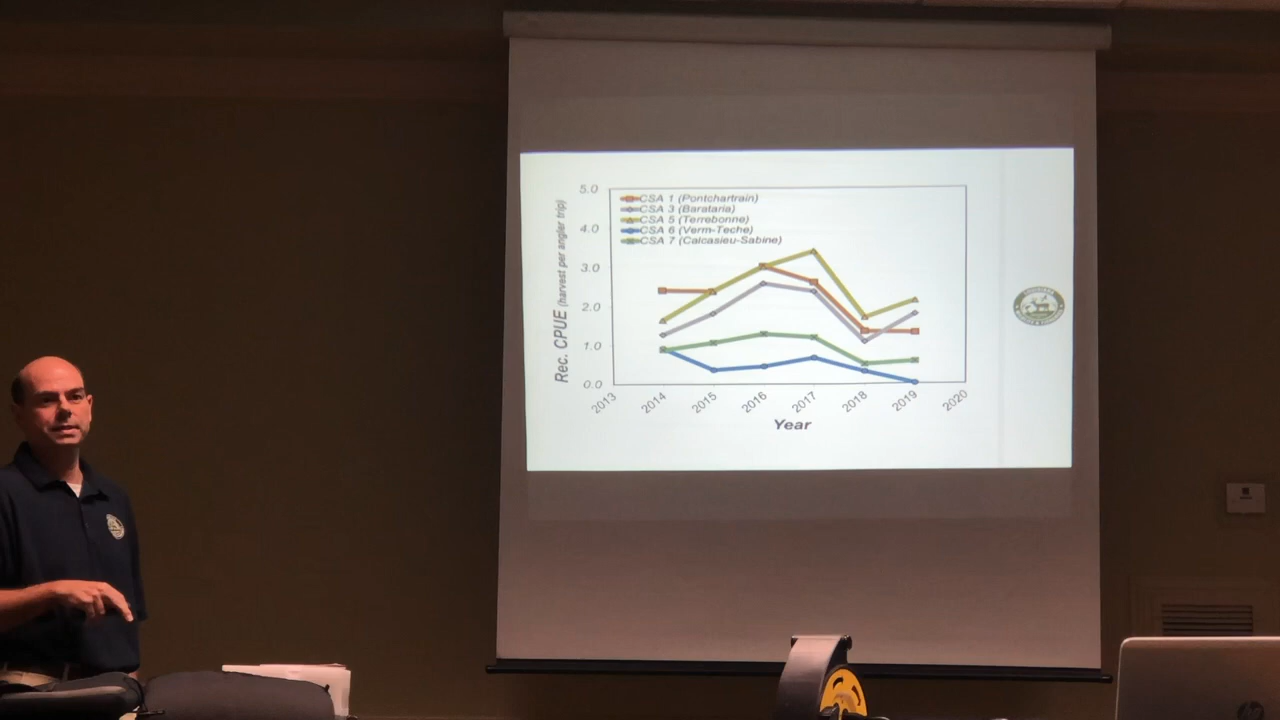 5.0
4.0
3.0
2.0
1.0
0.0
Rec. CPUE (harvest per angler trip)
CSA 1 (Pontchartrain)
CSA 3 (Barataria)
CSA 5 (Terrebonne)
CSA 6 (Verm-Teche)
CSA 7 (Calcasieu-Sabine)
2013 2014 2015 2016 2017 2018 2019 2020
Year
hp